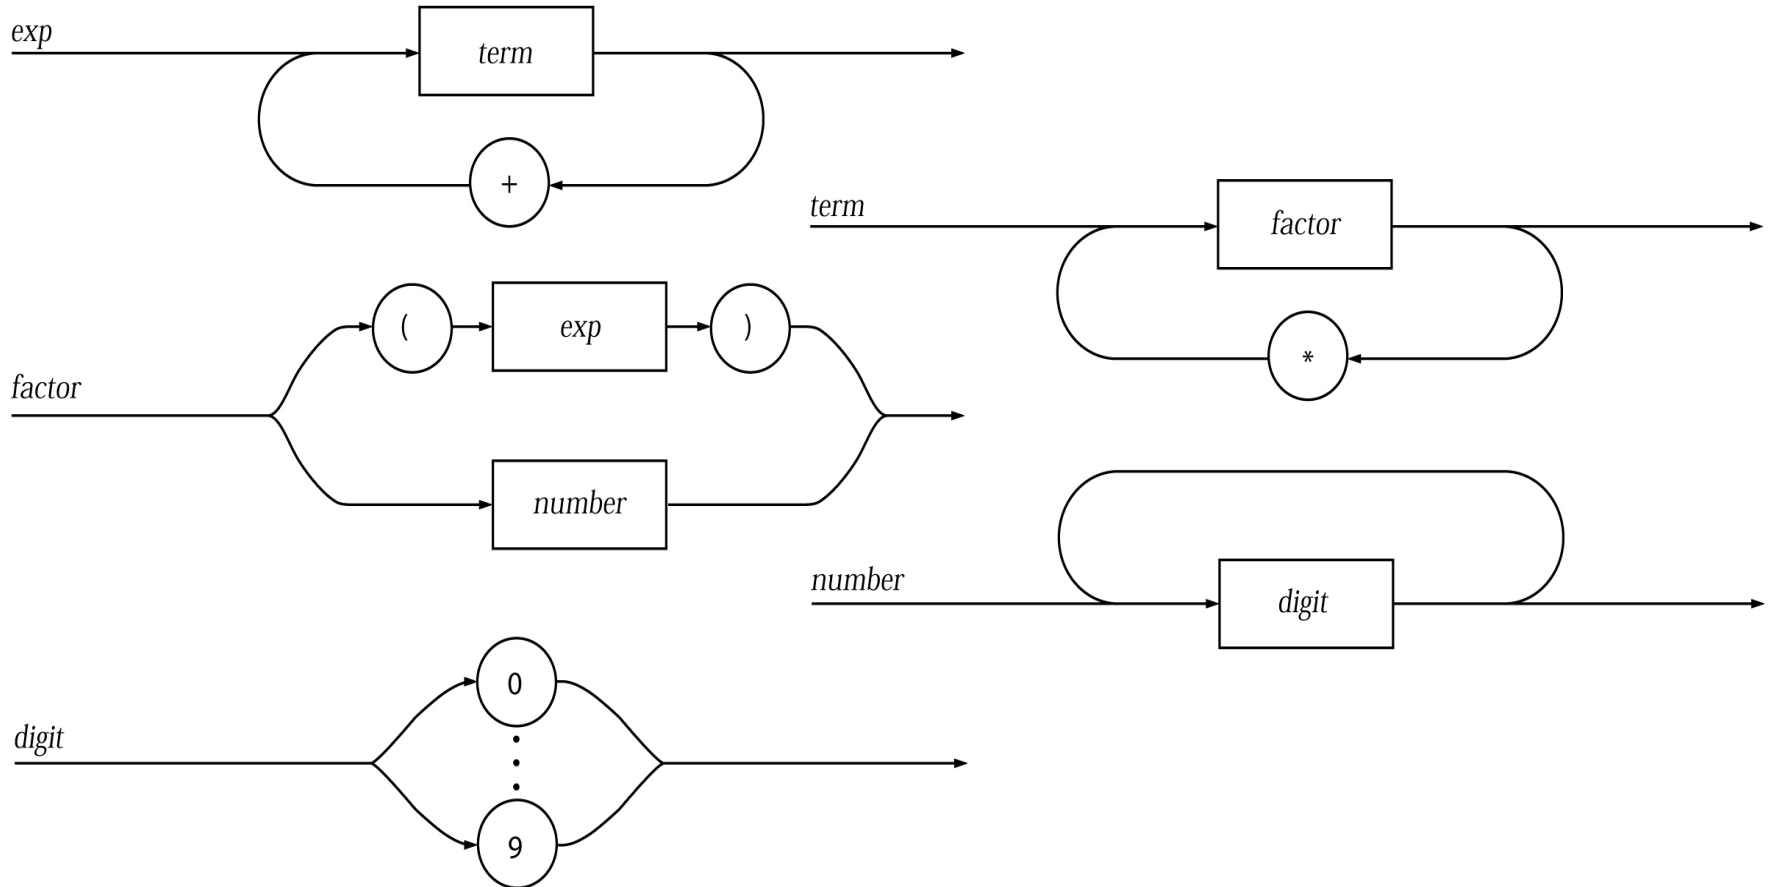 exp
term
+
term
factor
*
factor
( exp )
number
number
digit
digit
0
9